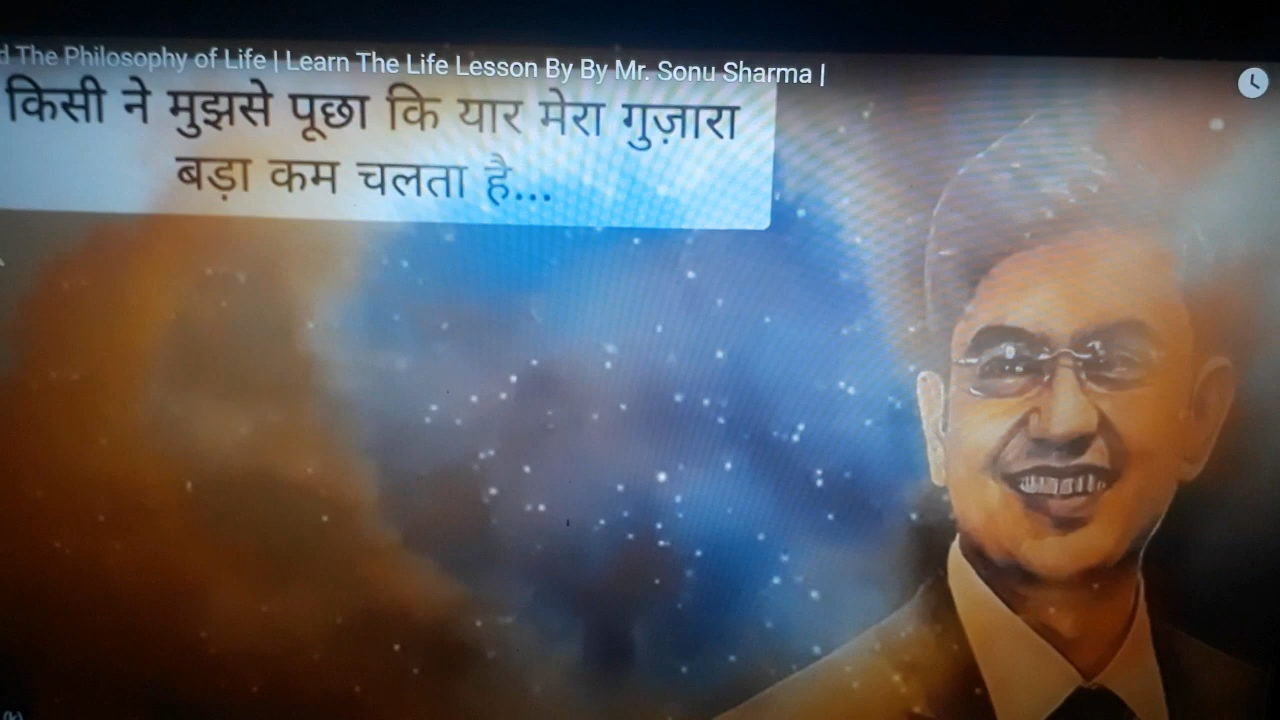 The Philosophy of Life | Learn The Life Lesson By By Mr. Sonu Sharma |
किसी ने मुझसे पूछा कि यार मेरा गुज़ारा
बड़ा कम चलता है...